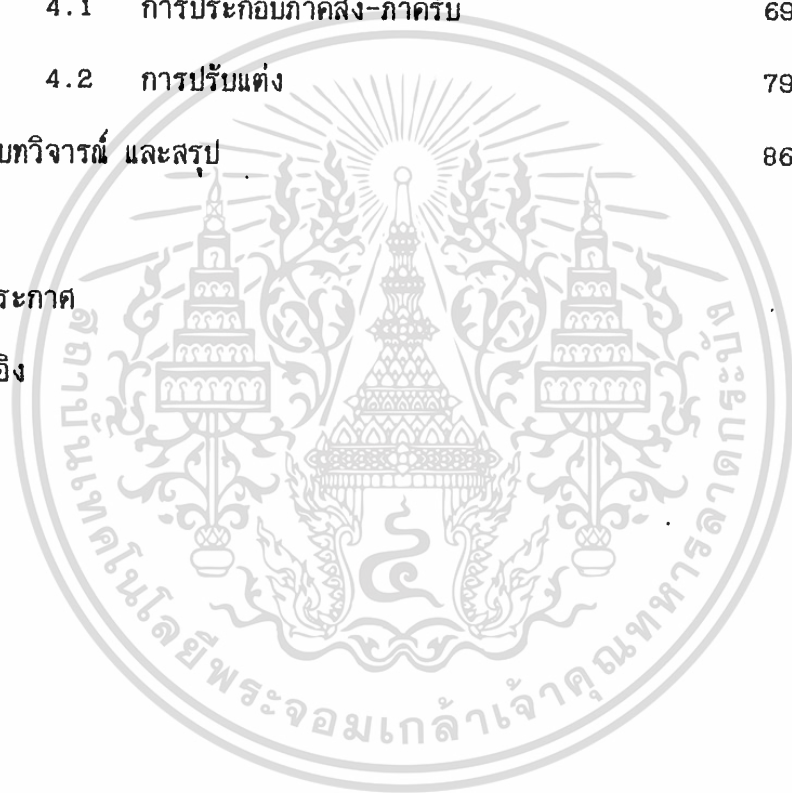 4.1 การประกอบภาคส่ง-ภาครับ 69
4.2 การปรับแต่ง 79
บทวิจารณ์ และสรุป 86
ระกาศ
อิง
สถาบันเทคโนโลยีพระจอมเกล้าเจ้าคุณทหารลาดกระบัง